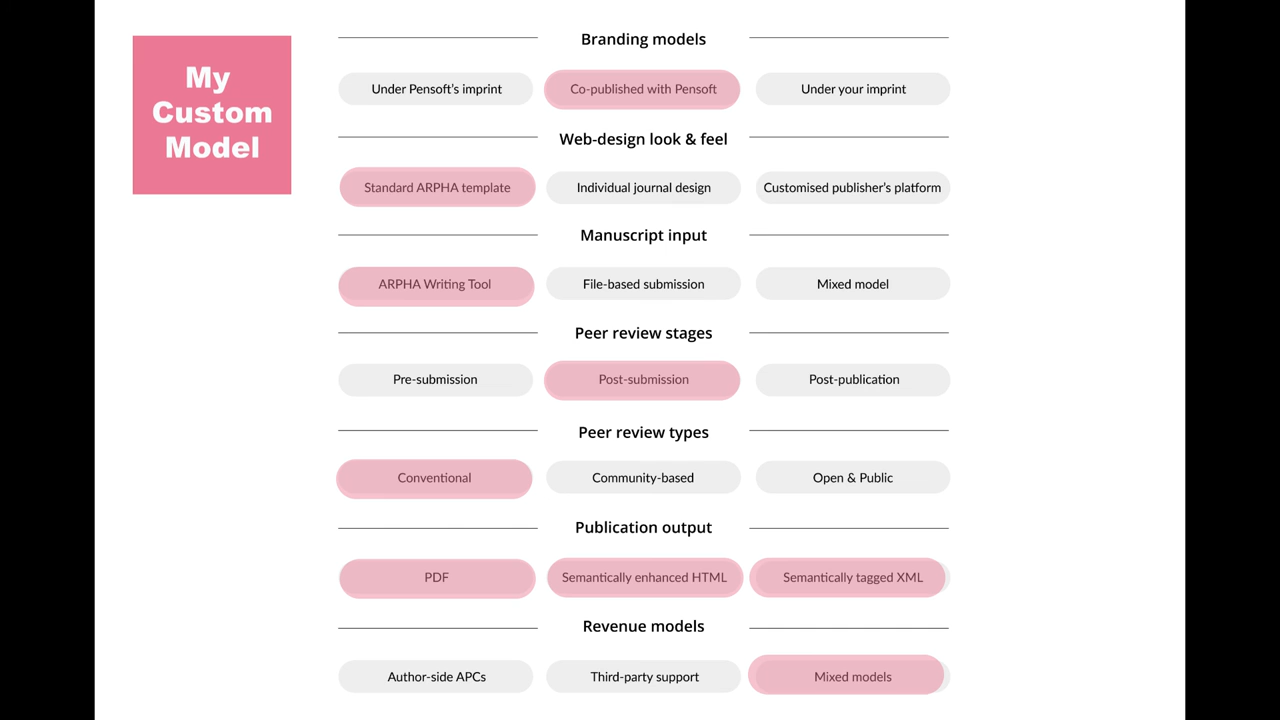 My
Custom
Model
Branding models
Under Pensoft's imprint
Co-published with Pensoft
Under your imprint
Web-design look & feel
Standard ARPHA template
Individual journal design
Customised publisher's platform
Manuscript input
ARPHA Writing Tool
File-based submission
Mixed model
Peer review stages
Pre-submission
Post-submission
Post-publication
Peer review types
Conventional
Community-based
Open & Public
Publication output
PDF
Semantically enhanced HTML
Semantically tagged XML
Revenue models
Author-side APCs
Third-party support
Mixed models